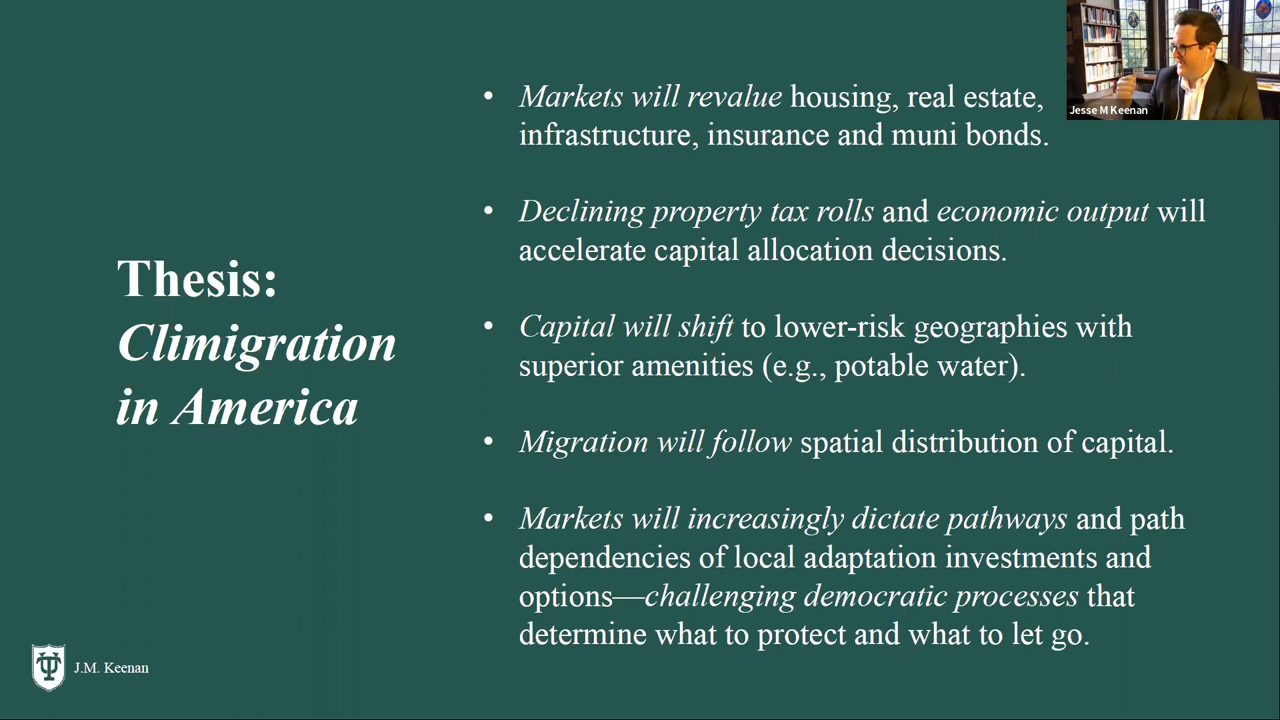 Thesis:
Climigration
in America
• Markets will revalue housing, real estate,
infrastructure, insurance and muni bonds.
• Declining property tax rolls and economic output will
accelerate capital allocation decisions.
• Capital will shift to lower-risk geographies with
superior amenities (e.g., potable water).
• Migration will follow spatial distribution of capital.
• Markets will increasingly dictate pathways and path
dependencies of local adaptation investments and
options—challenging democratic processes that
determine what to protect and what to let go.
Jesse M Keenan
J.M. Keenan